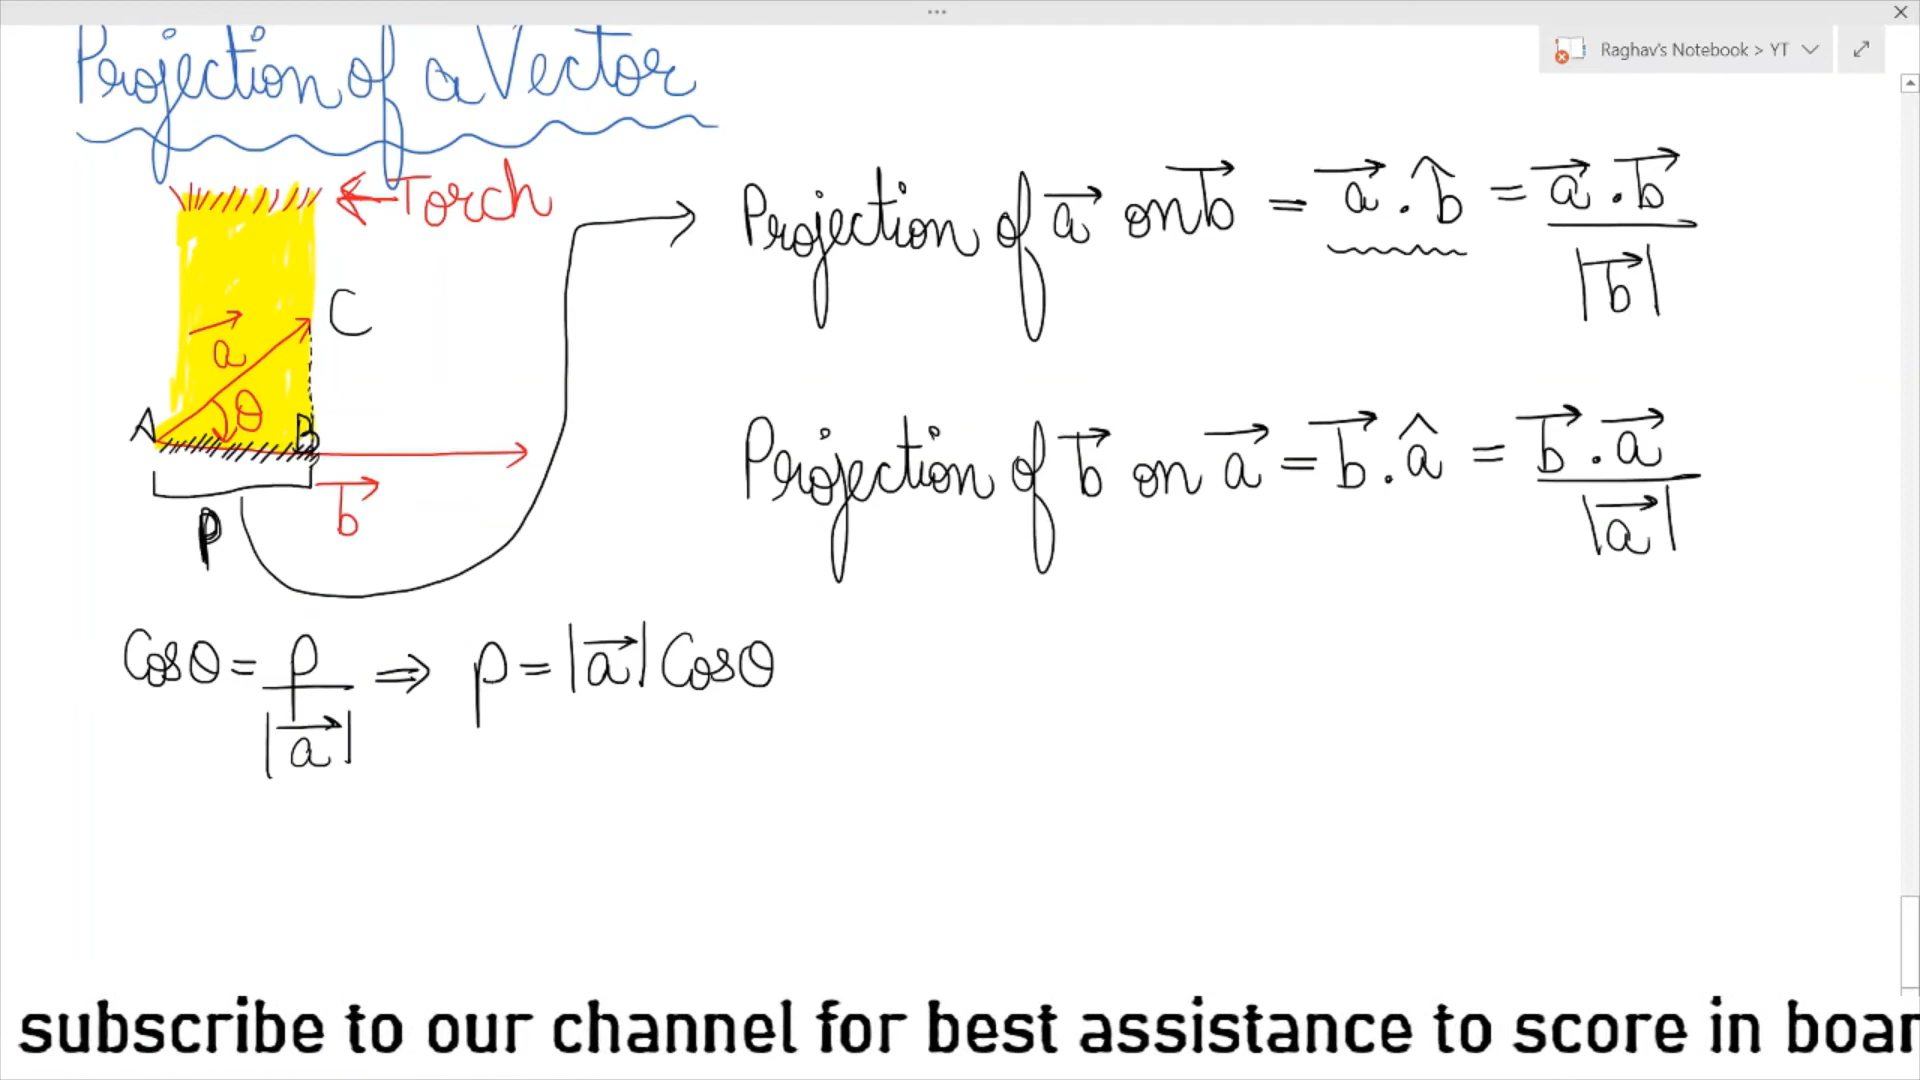 Raghav's Notebook > YT
Projection of a Vector
Torch
Projection of a⃗ on b⃗ = a⃗ . b̂ = a⃗ . b⃗ / |b⃗|
C
a⃗
θ
A
B
b⃗
P
Projection of b⃗ on a⃗ = b⃗ . â = b⃗ . a⃗ / |a⃗|
Cosθ = p / |a⃗| ⇒ p = |a⃗| Cosθ
subscribe to our channel for best assistance to score in boar